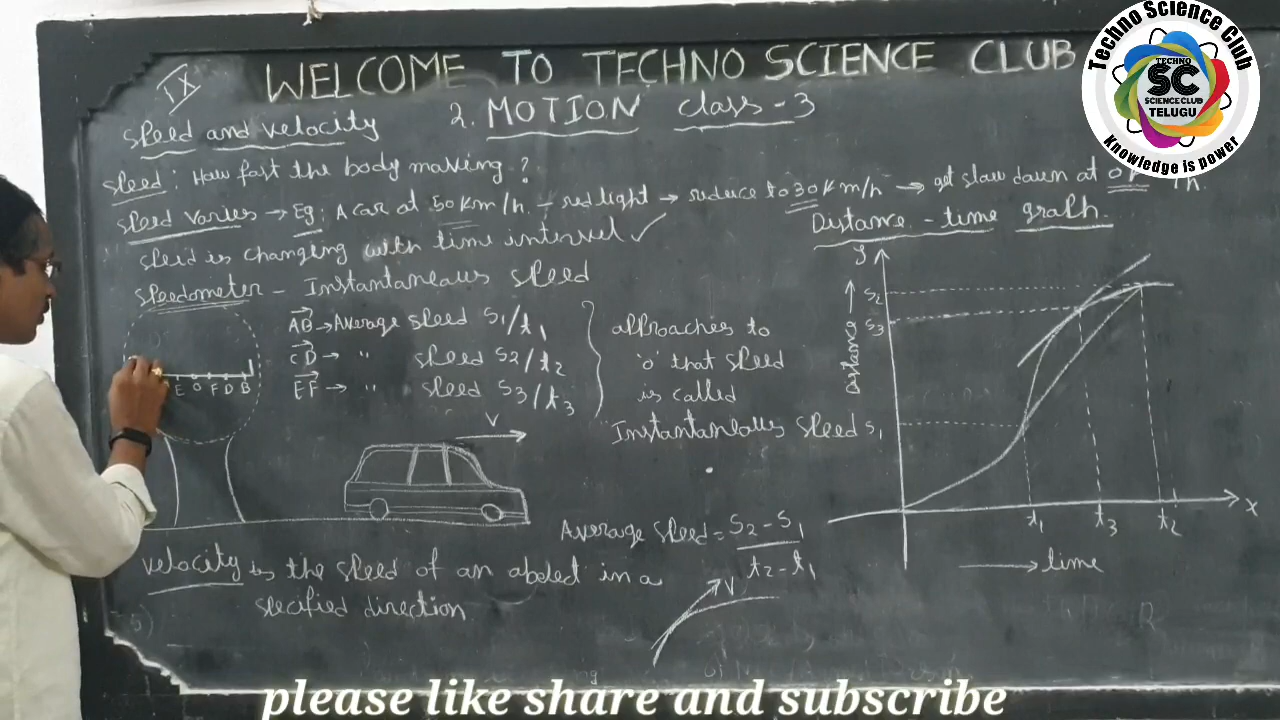 IX
WELCOME TO TECHNO SCIENCE CLUB
2. MOTION class-3
speed and velocity
speed : How fast the body making ?
speed varies → Eg: A car at 50 Km/h. – red light → reduce to 30 Km/h → get slow down at 0
speed is changing with time interval ✓
speedometer - Instantaneous speed
AB → Average speed S1/t1
CD → " speed S2/t2
EF → " speed S3/t3
approaches to
'0' that speed
is called
Instantaneous speed
E O F D B
V
velocity is the speed of an
in a
specified direction
Average speed = S2 - S1
t2 - t1
V
Distance - time graph
Y
S2
S3
S1
Distance →
t1 t3 t2
X
→ time
Techno Science Club
TECHNO
SC
SCIENCE CLUB
TELUGU
Knowledge is power
please like share and subscribe